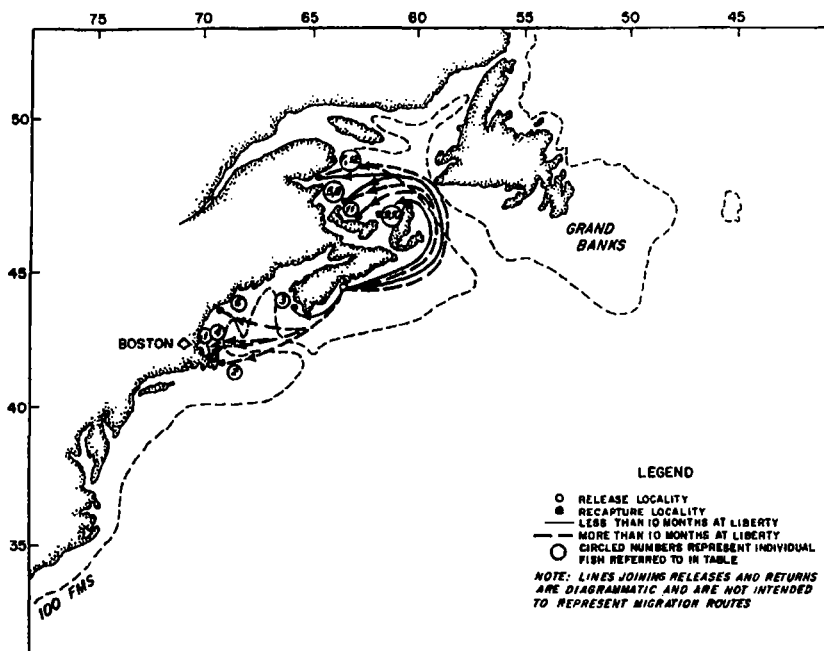 75 70 65 60 55 50 45
50
GRAND
BANKS
45
BOSTON
40
35
100 FMS
LEGEND
RELEASE LOCALITY
RECAPTURE LOCALITY
LESS THAN 10 MONTHS AT LIBERTY
MORE THAN 10 MONTHS AT LIBERTY
CIRCLED NUMBERS REPRESENT INDIVIDUAL
FISH REFERRED TO IN TABLE
NOTE: LINES JOINING RELEASES AND RETURNS
ARE DIAGRAMMATIC AND ARE NOT INTENDED
TO REPRESENT MIGRATION ROUTES